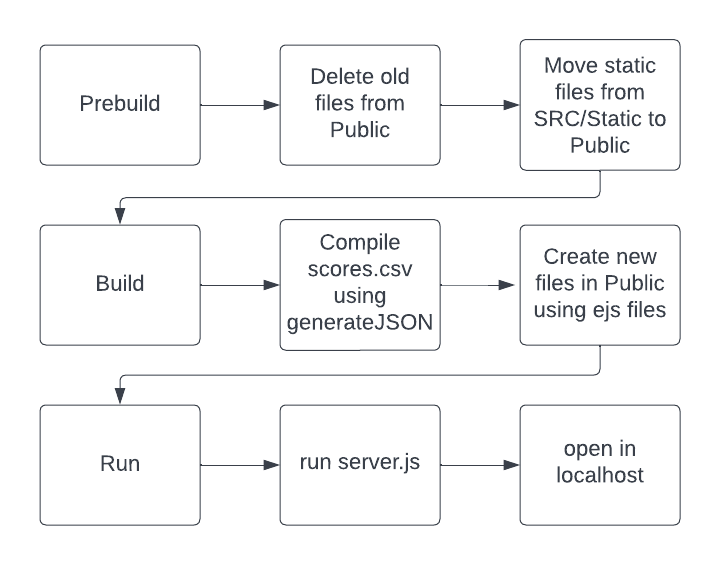 Prebuild
Delete old
files from
Public
Move static
files from
SRC/Static to
Public
Build
Compile
scores.csv
using
generateJSON
Create new
files in Public
using ejs files
Run
run server.js
open in
localhost